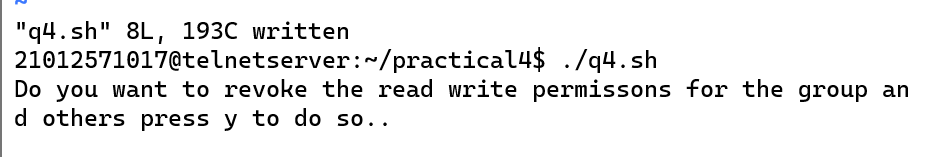 ~
"q4.sh" 8L, 193C written
21012571017@telnetserver:~/practical4$ ./q4.sh
Do you want to revoke the read write permissons for the group an
d others press y to do so..